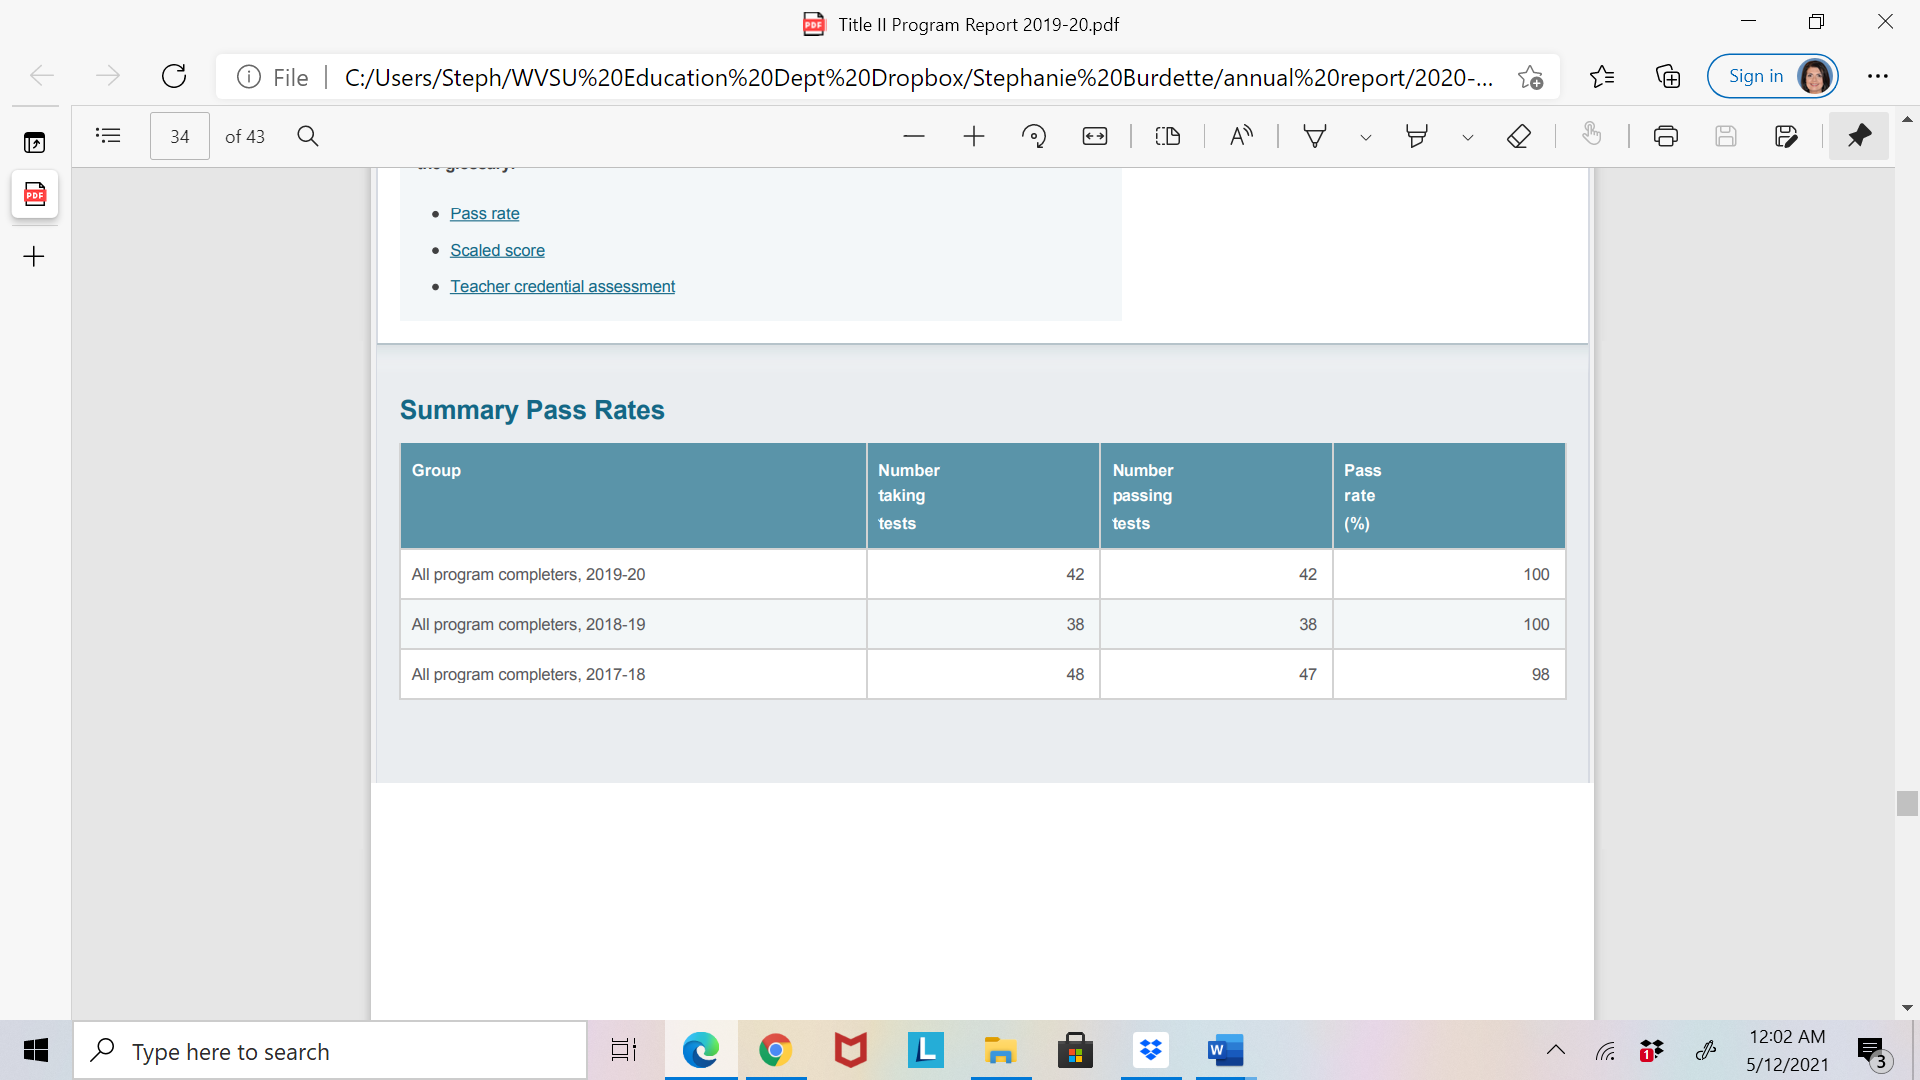 Title II Program Report 2019-20.pdf
File
C:/Users/Steph/WVSU%20Education%20Dept%20Dropbox/Stephanie%20Burdette/annual%20report/2020-...
Sign in
34 of 43
Pass rate
Scaled score
Teacher credential assessment
Summary Pass Rates
Group
Number
taking
tests
Number
passing
tests
Pass
rate
(%)
All program completers, 2019-20 42 42 100
All program completers, 2018-19 38 38 100
All program completers, 2017-18 48 47 98
Type here to search
12:02 AM
5/12/2021
3
1
PDF
PDF
L
W